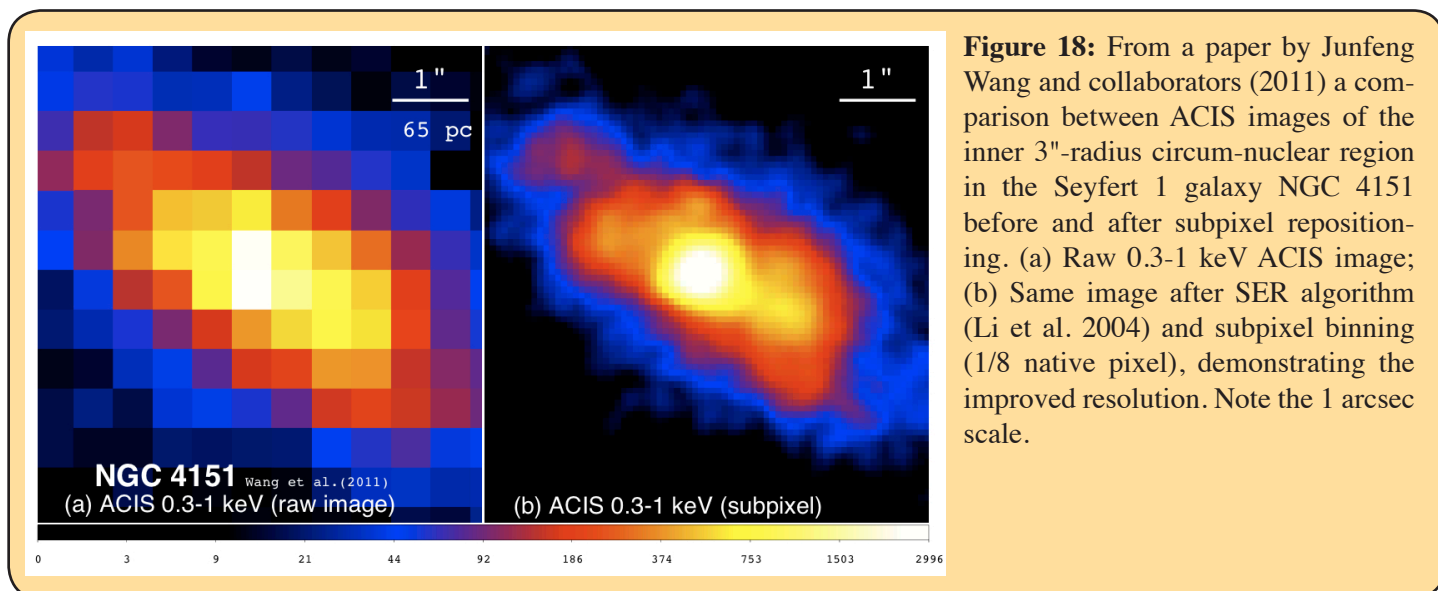 1"
65 pc
NGC 4151 Wang et al.(2011)
(a) ACIS 0.3-1 keV (raw image)
1"
(b) ACIS 0.3-1 keV (subpixel)
0 3 9 21 44 92 186 374 753 1503 2996
Figure 18: From a paper by Junfeng
Wang and collaborators (2011) a com-
parison between ACIS images of the
inner 3"-radius circum-nuclear region
in the Seyfert 1 galaxy NGC 4151
before and after subpixel reposition-
ing. (a) Raw 0.3-1 keV ACIS image;
(b) Same image after SER algorithm
(Li et al. 2004) and subpixel binning
(1/8 native pixel), demonstrating the
improved resolution. Note the 1 arcsec
scale.